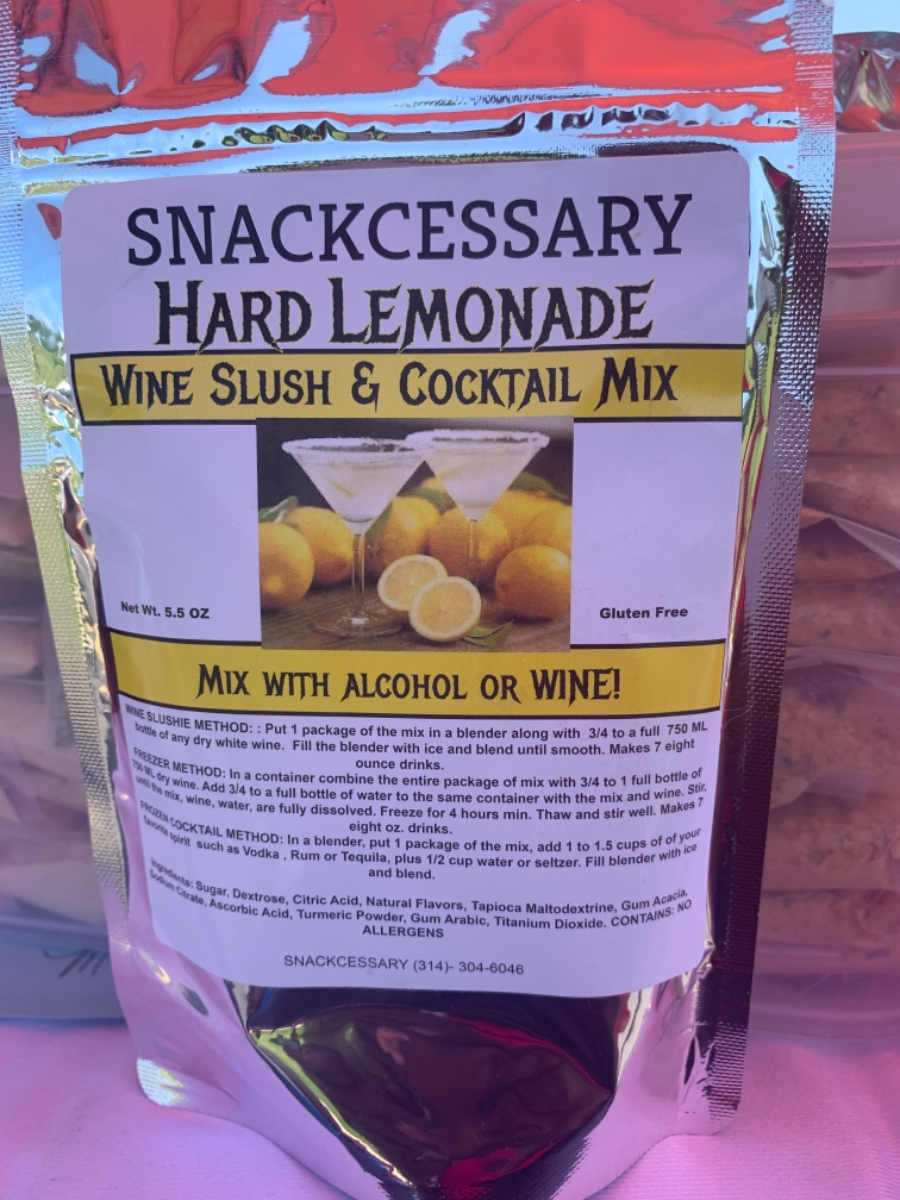 SNACKCESSARY
HARD LEMONADE
WINE SLUSH & COCKTAIL MIX
Net Wt. 5.5 OZ
Gluten Free
MIX WITH ALCOHOL OR WINE!
WINE SLUSHIE METHOD: : Put 1 package of the mix in a blender along with 3/4 to a full 750 ML
bottle of any dry white wine. Fill the blender with ice and blend until smooth. Makes 7 eight
ounce drinks.
FREEZER METHOD: In a container combine the entire package of mix with 3/4 to 1 full bottle of
750 ML dry wine. Add 3/4 to a full bottle of water to the same container with the mix and wine. Stir,
until the mix, wine, water, are fully dissolved. Freeze for 4 hours min. Thaw and stir well. Makes 7
eight oz. drinks.
FROZEN COCKTAIL METHOD: In a blender, put 1 package of the mix, add 1 to 1.5 cups of of your
favorite spirit such as Vodka , Rum or Tequila, plus 1/2 cup water or seltzer. Fill blender with ice
and blend.
Ingredients: Sugar, Dextrose, Citric Acid, Natural Flavors, Tapioca Maltodextrine, Gum Acacia,
Sodium Citrate, Ascorbic Acid, Turmeric Powder, Gum Arabic, Titanium Dioxide. CONTAINS: NO
ALLERGENS
SNACKCESSARY (314)- 304-6046